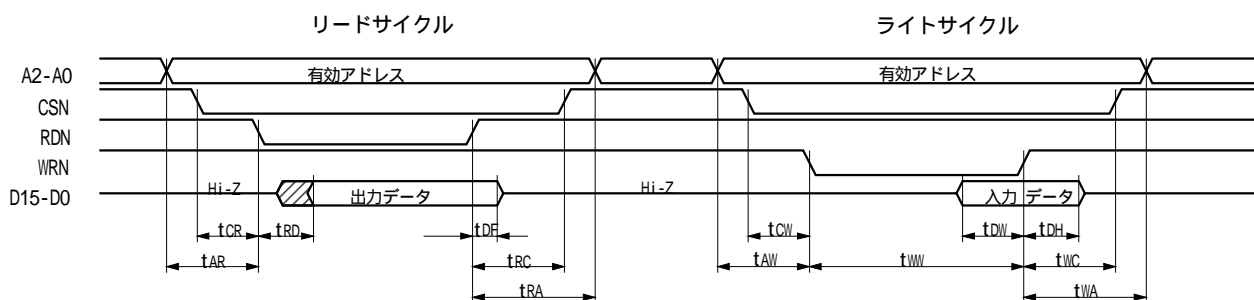 リードサイクル ライトサイクル
A2-A0 有効アドレス 有効アドレス
CSN
RDN
WRN
D15-D0 Hi-Z 出力データ Hi-Z 入力データ
tCR tRD tDF tCW tDW tDH
tAR tRC tAW tWW tWC
tRA tWA